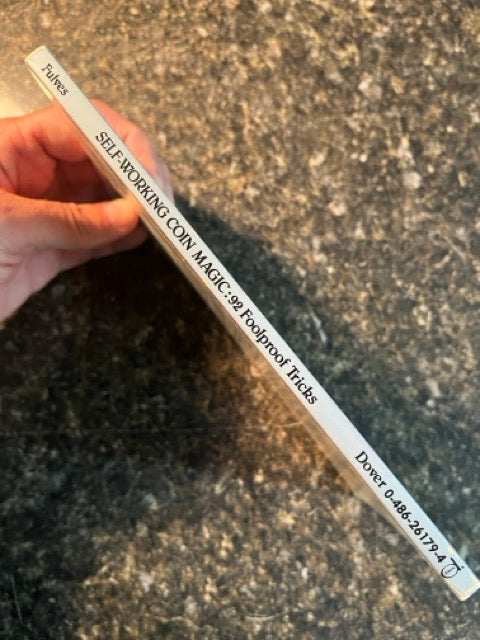 Fulves SELF-WORKING COIN MAGIC: 92 Foolproof Tricks Dover 0-486-26179-4